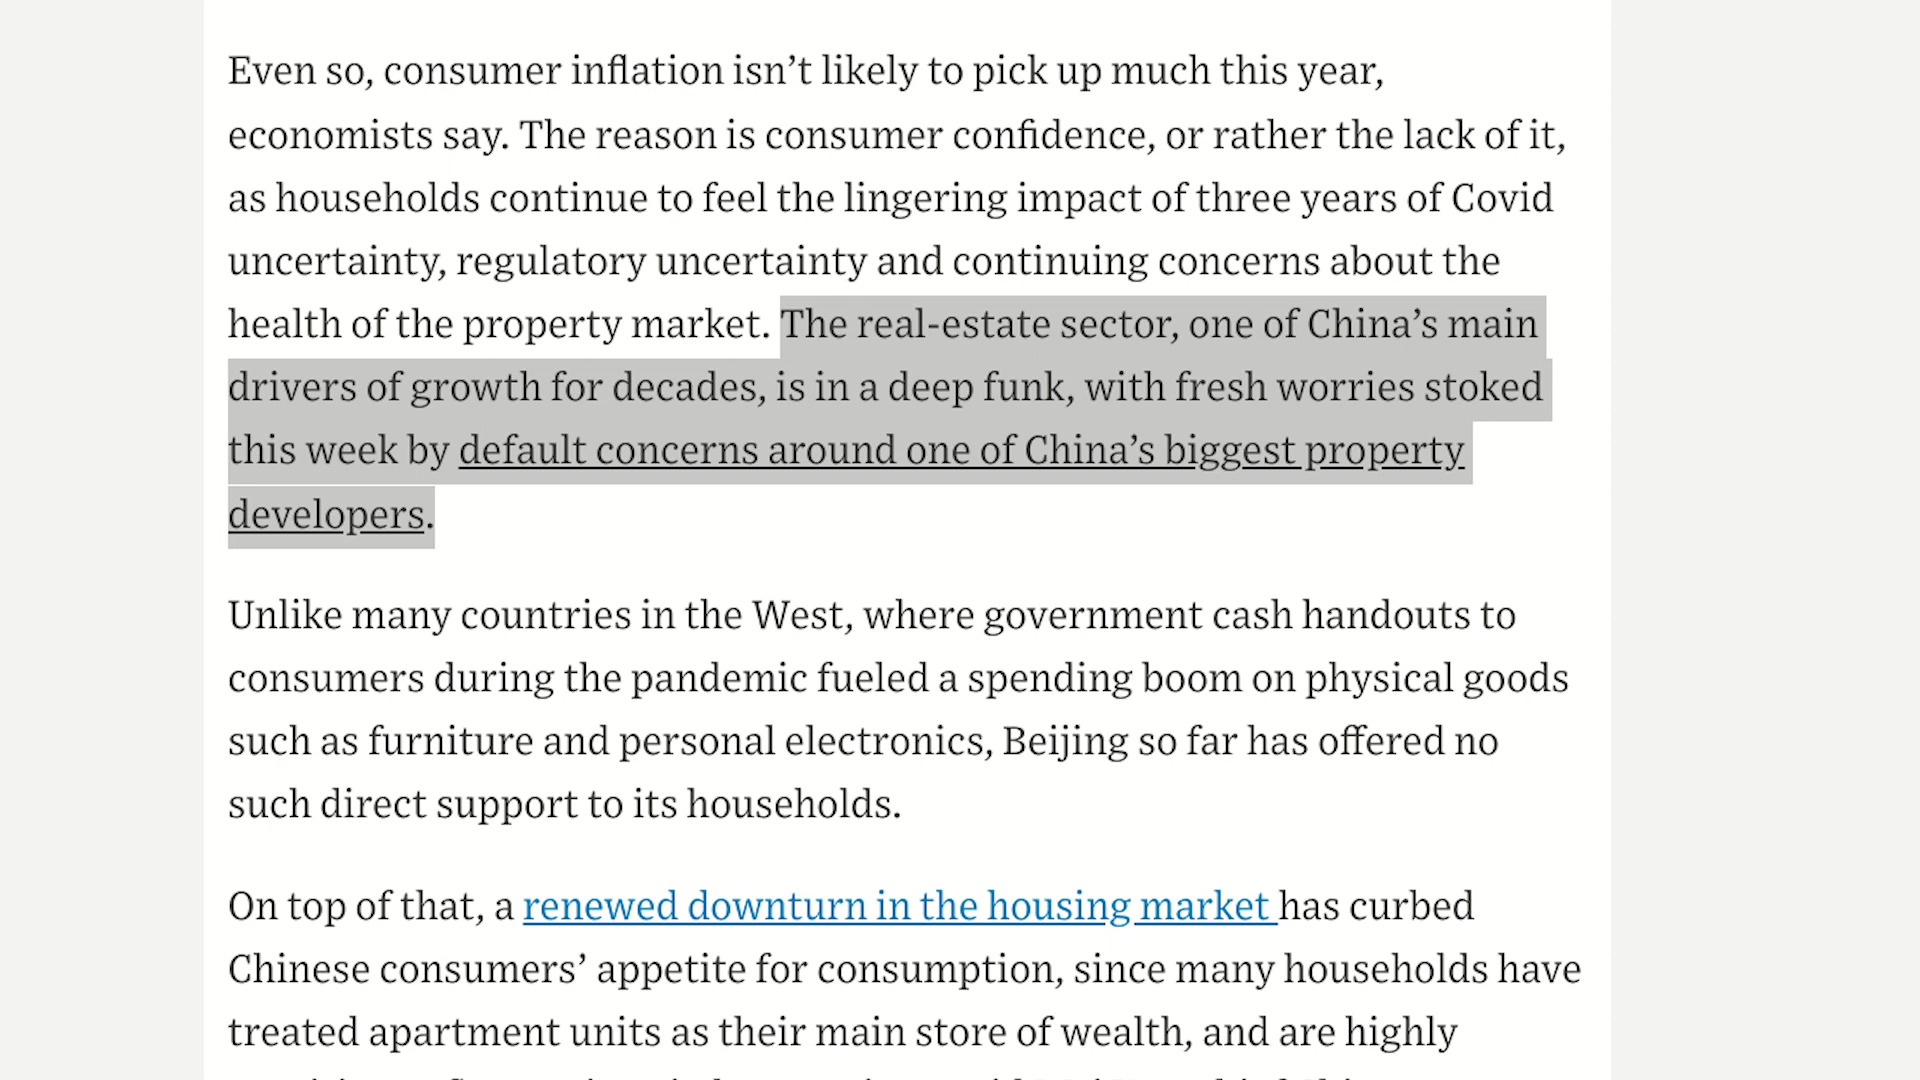 Even so, consumer inflation isn’t likely to pick up much this year,
economists say. The reason is consumer confidence, or rather the lack of it,
as households continue to feel the lingering impact of three years of Covid
uncertainty, regulatory uncertainty and continuing concerns about the
health of the property market. The real-estate sector, one of China’s main
drivers of growth for decades, is in a deep funk, with fresh worries stoked
this week by default concerns around one of China’s biggest property
developers.
Unlike many countries in the West, where government cash handouts to
consumers during the pandemic fueled a spending boom on physical goods
such as furniture and personal electronics, Beijing so far has offered no
such direct support to its households.
On top of that, a renewed downturn in the housing market has curbed
Chinese consumers’ appetite for consumption, since many households have
treated apartment units as their main store of wealth, and are highly